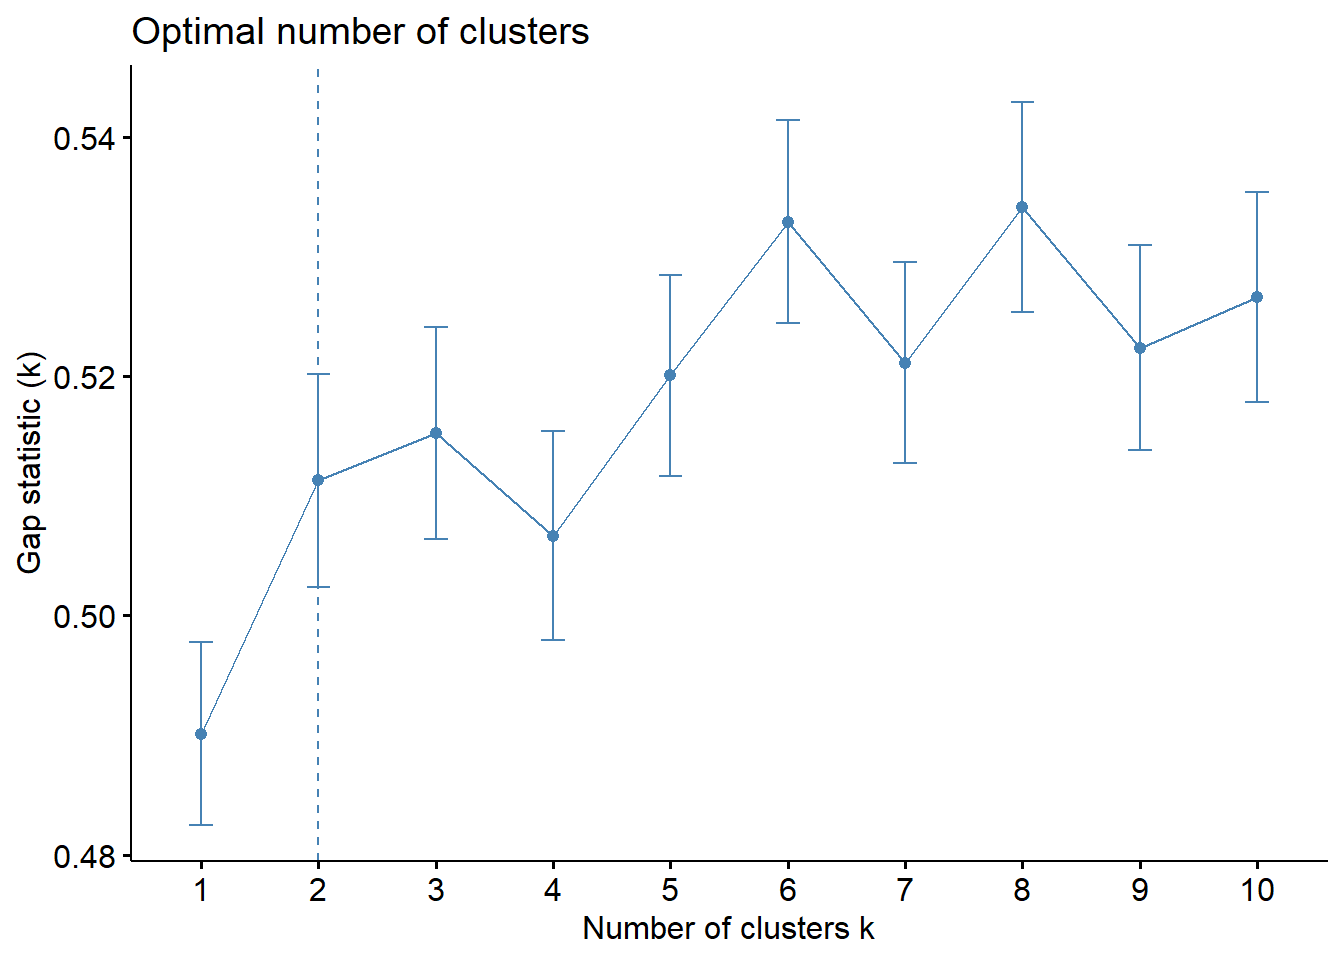 Optimal number of clusters
Gap statistic (k)
0.54
0.52
0.50
0.48
1 2 3 4 5 6 7 8 9 10
Number of clusters k